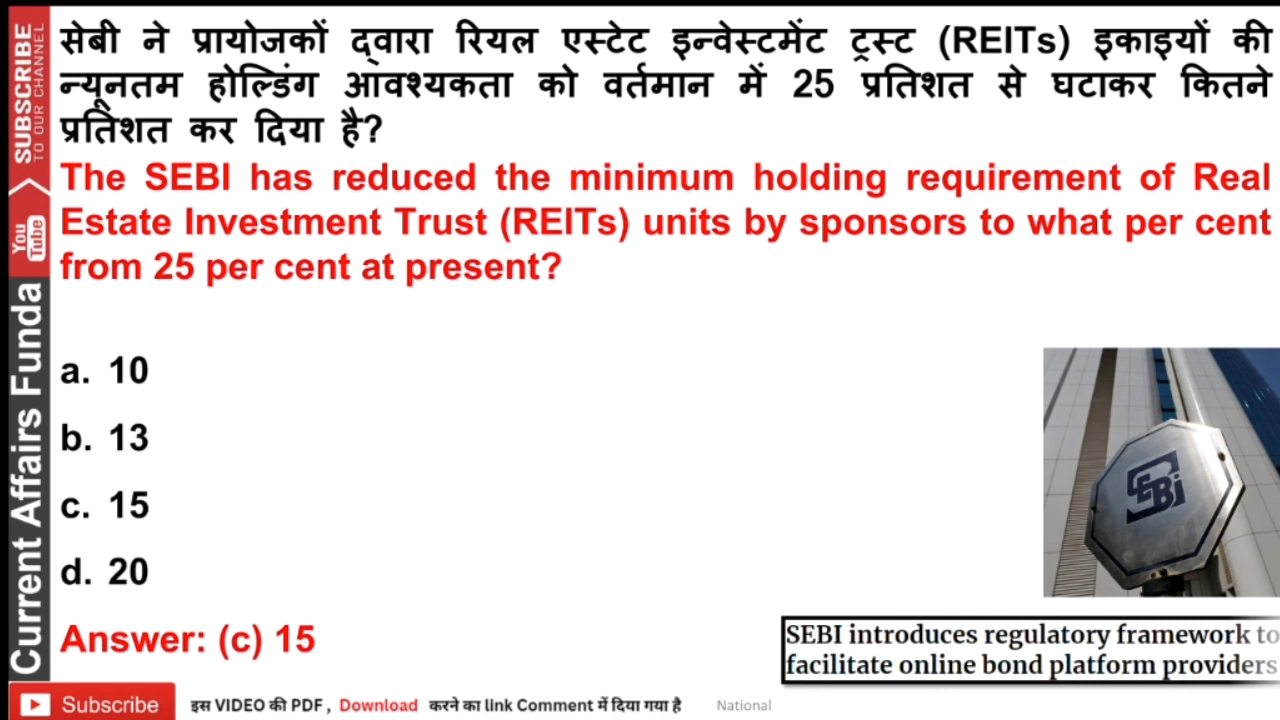 सेबी ने प्रायोजकों द्वारा रियल एस्टेट इन्वेस्टमेंट ट्रस्ट (REITs) इकाइयों की
न्यूनतम होल्डिंग आवश्यकता को वर्तमान में 25 प्रतिशत से घटाकर कितने
प्रतिशत कर दिया है?
The SEBI has reduced the minimum holding requirement of Real
Estate Investment Trust (REITs) units by sponsors to what per cent
from 25 per cent at present?
a. 10
b. 13
c. 15
d. 20
Answer: (c) 15
SEBI
SEBI introduces regulatory framework to
facilitate online bond platform providers
SUBSCRIBE
TO OUR CHANNEL
You
Tube
Current Affairs Funda
Subscribe
इस VIDEO की PDF , Download करने का link Comment में दिया गया है
National